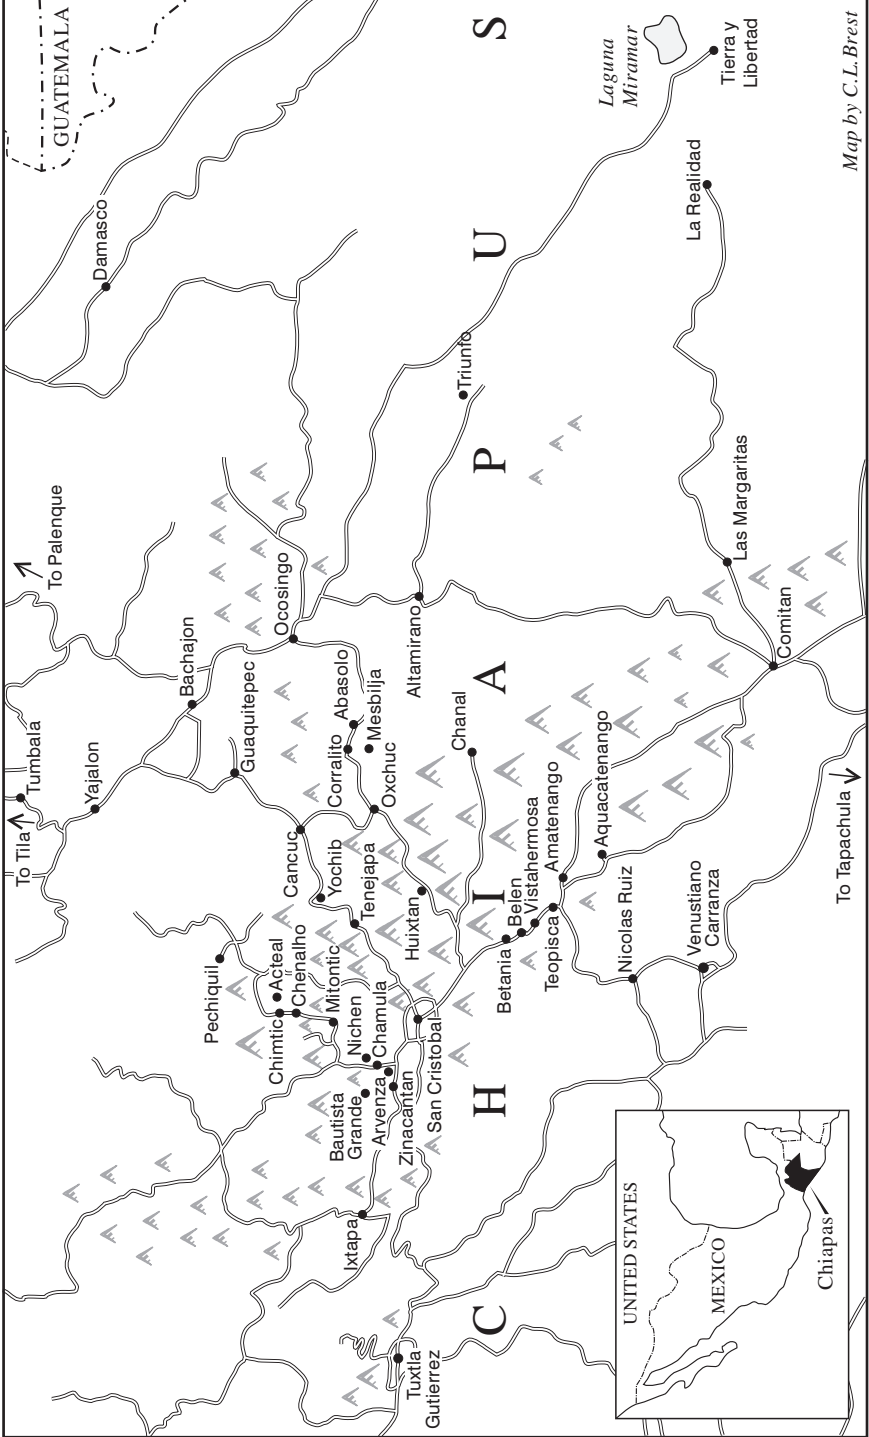 GUATEMALA
To Palenque
To Tila
Tumbala
Yajalon
Bachajon
Damasco
Guaquitepec
Ocosingo
Pechiquil
Acteal
Chenalho
Chimtic
Mitontic
Cancuc
Yochib
Tenejapa
Corralito
Abasolo
Mesbilja
Oxchuc
Huixtan
Altamirano
Triunfo
Chanal
Nichen
Chamula
Bautista
Grande
Arvenza
Zinacantan
San Cristobal
Ixtapa
Tuxtla
Gutierrez
CHIAPUS
Betania
Belen
Vistahermosa
Teopisca
Amatenango
Aquacatenango
Nicolas Ruiz
Venustiano
Carranza
Comitan
Las Margaritas
La Realidad
Laguna
Miramar
Tierra y
Libertad
To Tapachula
UNITED STATES
MEXICO
Chiapas
Map by C.L.Brest